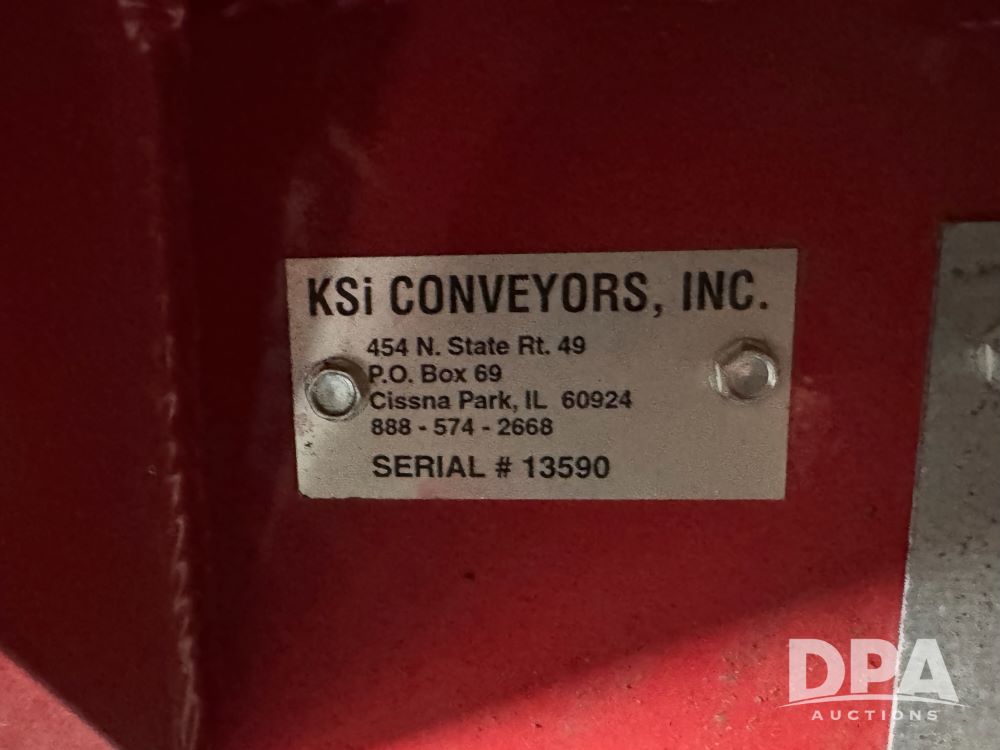 KSi CONVEYORS, INC.
454 N. State Rt. 49
P.O. Box 69
Cissna Park, IL 60924
888 - 574 - 2668
SERIAL # 13590
DPA
AUCTIONS